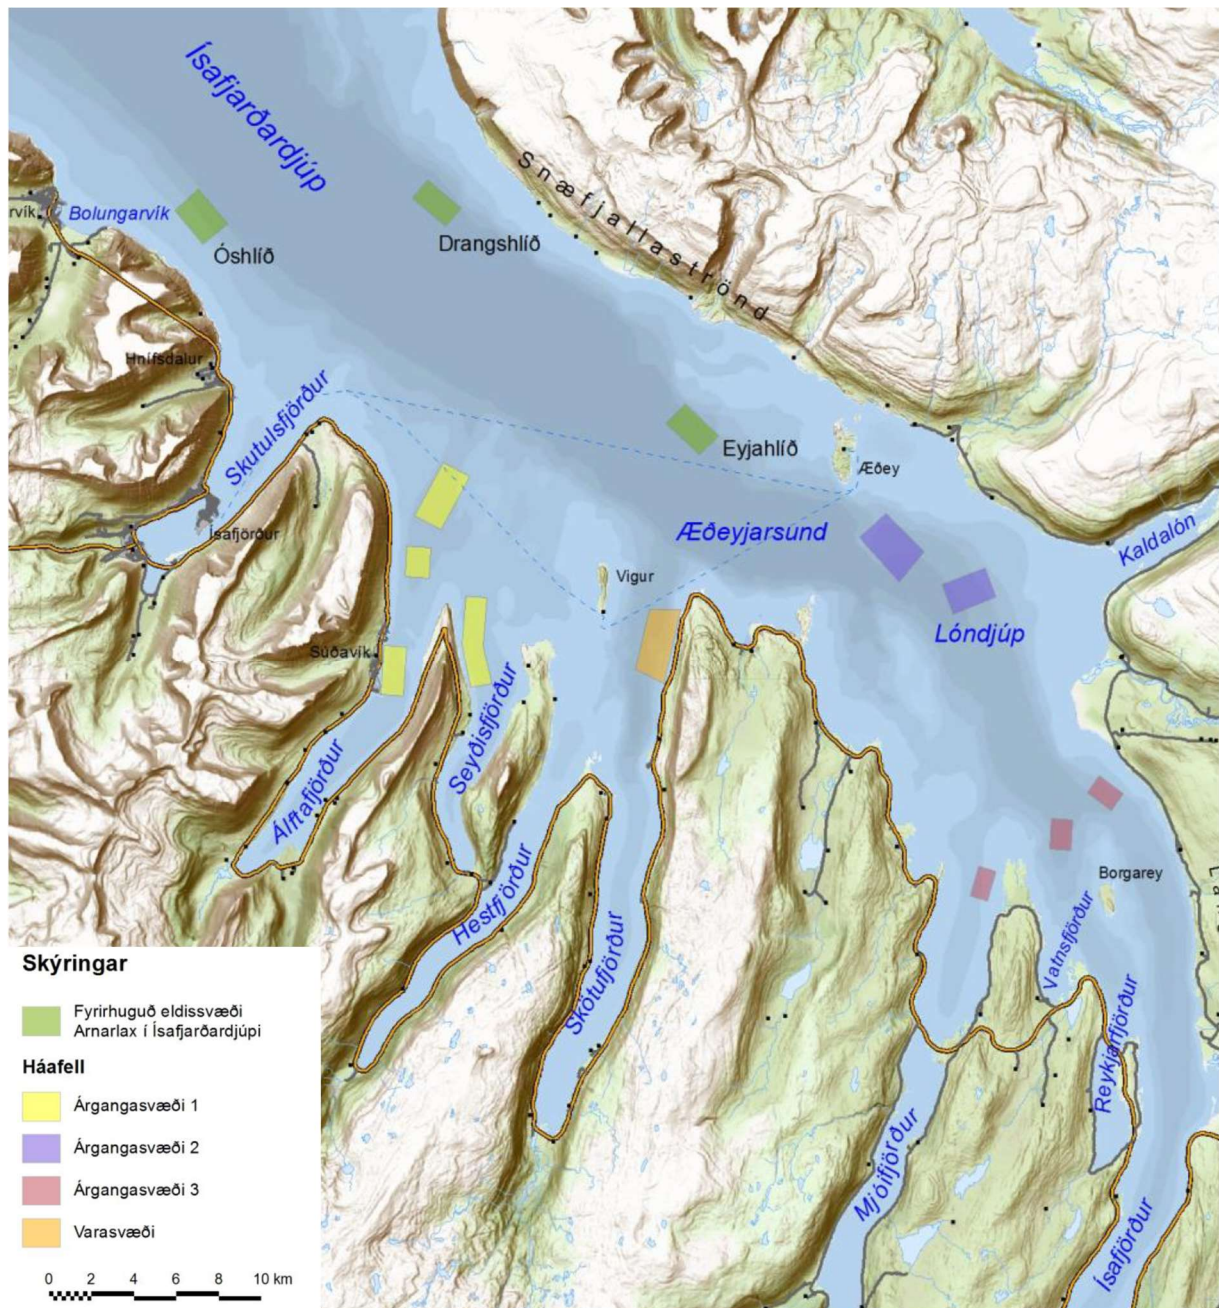 Ísafjarðardjúp
Snæfjallaströnd
rvík
Bolungarvík
Óshlíð
Drangshlíð
Hnífsdalur
Skutulsfjörður
Eyjahlíð
Æðey
Ísafjörður
Æðeyjarsund
Kaldalón
Vigur
Lóndjúp
Súðavík
Seyðisfjörður
Álftafjörður
Hestfjörður
Skötufjörður
Borgarey
Vatnsfjörður
Reykjarfjörður
Mjóifjörður
Ísafjörður
Skýringar
Fyrirhuguð eldissvæði
Arnarlax í Ísafjarðardjúpi
Háafell
Árgangasvæði 1
Árgangasvæði 2
Árgangasvæði 3
Varasvæði
0 2 4 6 8 10 km